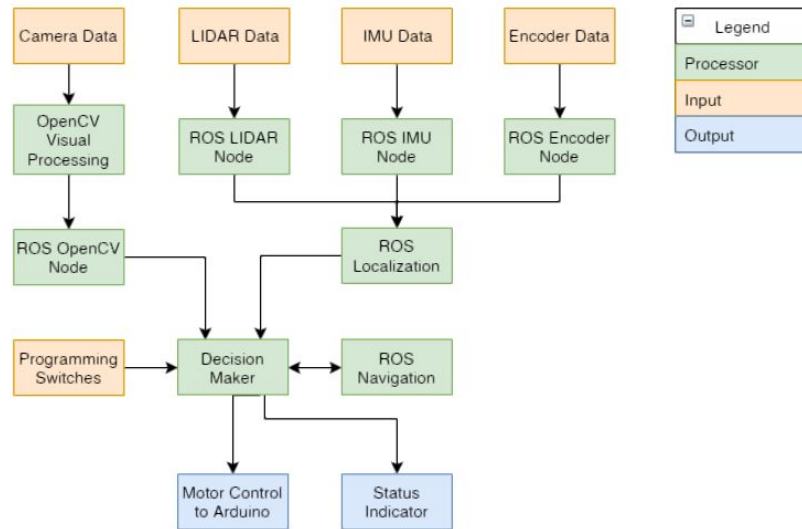 Camera Data
LIDAR Data
IMU Data
Encoder Data
Legend
Processor
Input
Output
OpenCV
Visual
Processing
ROS LIDAR
Node
ROS IMU
Node
ROS Encoder
Node
ROS OpenCV
Node
ROS
Localization
Programming
Switches
Decision
Maker
ROS
Navigation
Motor Control
to Arduino
Status
Indicator